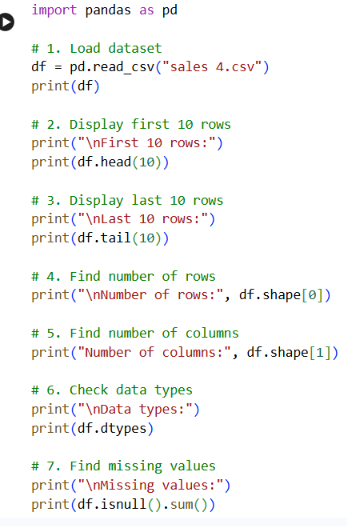 import pandas as pd
# 1. Load dataset
df = pd.read_csv("sales 4.csv")
print(df)
# 2. Display first 10 rows
print("\nFirst 10 rows:")
print(df.head(10))
# 3. Display last 10 rows
print("\nLast 10 rows:")
print(df.tail(10))
# 4. Find number of rows
print("\nNumber of rows:", df.shape[0])
# 5. Find number of columns
print("Number of columns:", df.shape[1])
# 6. Check data types
print("\nData types:")
print(df.dtypes)
# 7. Find missing values
print("\nMissing values:")
print(df.isnull().sum())